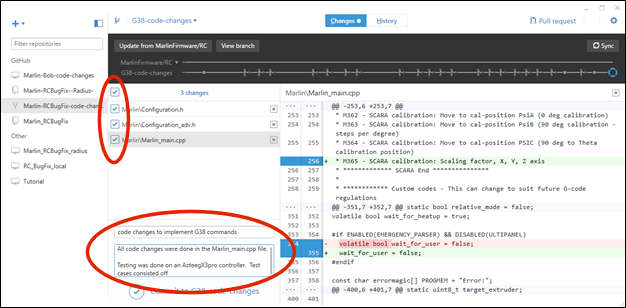 G38-code-changes
Changes
History
Pull request
Filter repositories
Update from MarlinFirmware/RC
View branch
Sync
GitHub
MarlinFirmware/RC
G38-code-changes
Marlin-Bob-code-changes
Marlin-RCBugFix--Radius-
Marlin-RCBugFix-code-chan...
Marlin_RCBugFix
Other
Marlin_RCBugFix_radius
RC_BugFix_local
Tutorial
3 changes
Marlin\Configuration.h
Marlin\Configuration_adv.h
Marlin\Marlin_main.cpp
code changes to implement G38 commands
All code changes were done in the Marlin_main.cpp file.
Testing was done on an AzteegX3pro controller. Test
cases consisted off
Marlin\Marlin_main.cpp
... ... @@ -253,6 +253,7 @@
253 253 * M362 - SCARA calibration: Move to cal-position PsiA (0 deg calibration)
254 254 * M363 - SCARA calibration: Move to cal-position PsiB (90 deg calibration -
steps per degree)
255 255 * M364 - SCARA calibration: Move to cal-position PSIC (90 deg to Theta
calibration position)
256 + * M365 - SCARA calibration: Scaling factor, X, Y, Z axis
256 257 * ************* SCARA End ***************
257 258 *
258 259 * ************ Custom codes - This can change to suit future G-code
regulations
... ... @@ -351,7 +352,7 @@ static bool relative_mode = false;
351 352 volatile bool wait_for_heatup = true;
352 353
353 354 #if ENABLED(EMERGENCY_PARSER) && DISABLED(ULTIPANEL)
354 - volatile bool wait_for_user = false;
355 + wait_for_user = false;
355 356 #endif
356 357
357 358 const char errormagic[] PROGMEM = "Error:";
... ... @@ -400,6 +401,7 @@ static uint8_t target_extruder;
400 401